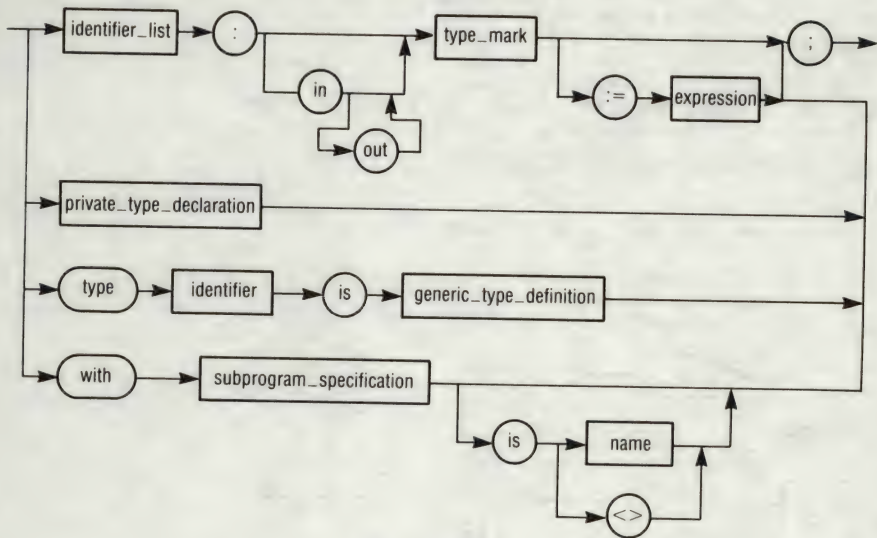 identifier_list : type_mark ;
in := expression
out
private_type_declaration
type identifier is generic_type_definition
with subprogram_specification
is name
<>